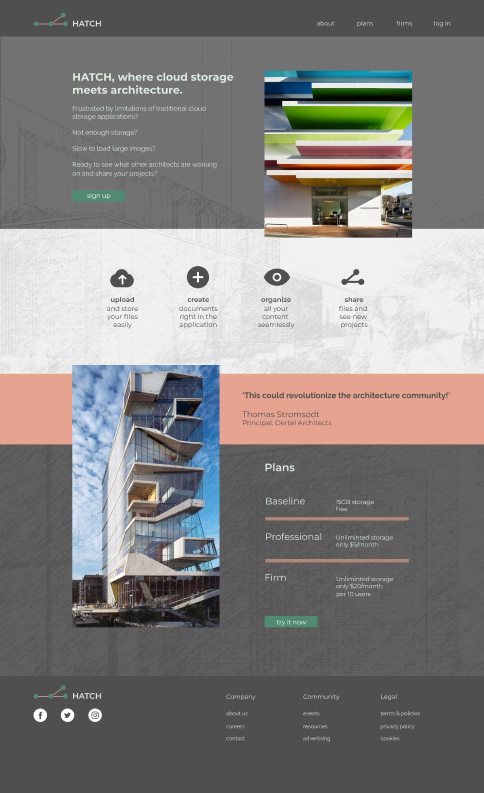 HATCH
about
plans
firms
log in
HATCH, where cloud storage
meets architecture.
Frustrated by limitations of traditional cloud
storage applications?
Not enough storage?
Slow to load large images?
Ready to see what other architects are working
on and share your projects?
sign up
upload
and store
your files
easily
create
documents
right in the
application
organize
all your
content
seemlessly
share
files and
see new
projects
'This could revolutionize the architecture community!'
Thomas Stromsodt
Principal, Oertel Architects
Plans
Baseline
15GB storage
free
Professional
Unliminted storage
only $5/month
Firm
Unliminted storage
only $20/month
per 10 users
try it now
HATCH
Company
about us
careers
contact
Community
events
resources
advertising
Legal
terms & policies
privacy policy
cookies